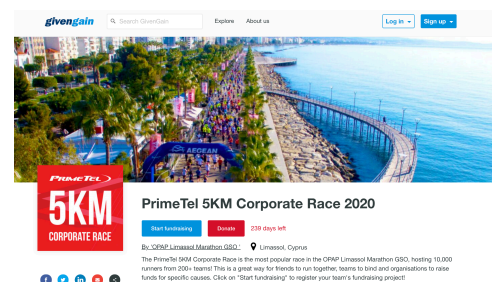 givengain
Search GivenGain
Explore
About us
Log in
Sign up
AEGEAN
PRIMETEL
5KM
CORPORATE RACE
PrimeTel 5KM Corporate Race 2020
Start fundraising
Donate
239 days left
By 'OPAP Limassol Marathon GSO '
Limassol, Cyprus
The PrimeTel 5KM Corporate Race is the most popular race in the OPAP Limassol Marathon GSO, hosting 10,000
runners from 200+ teams! This is a great way for friends to run together, teams to bind and organisations to raise
funds for specific causes. Click on "Start fundraising" to register your team's fundraising project!